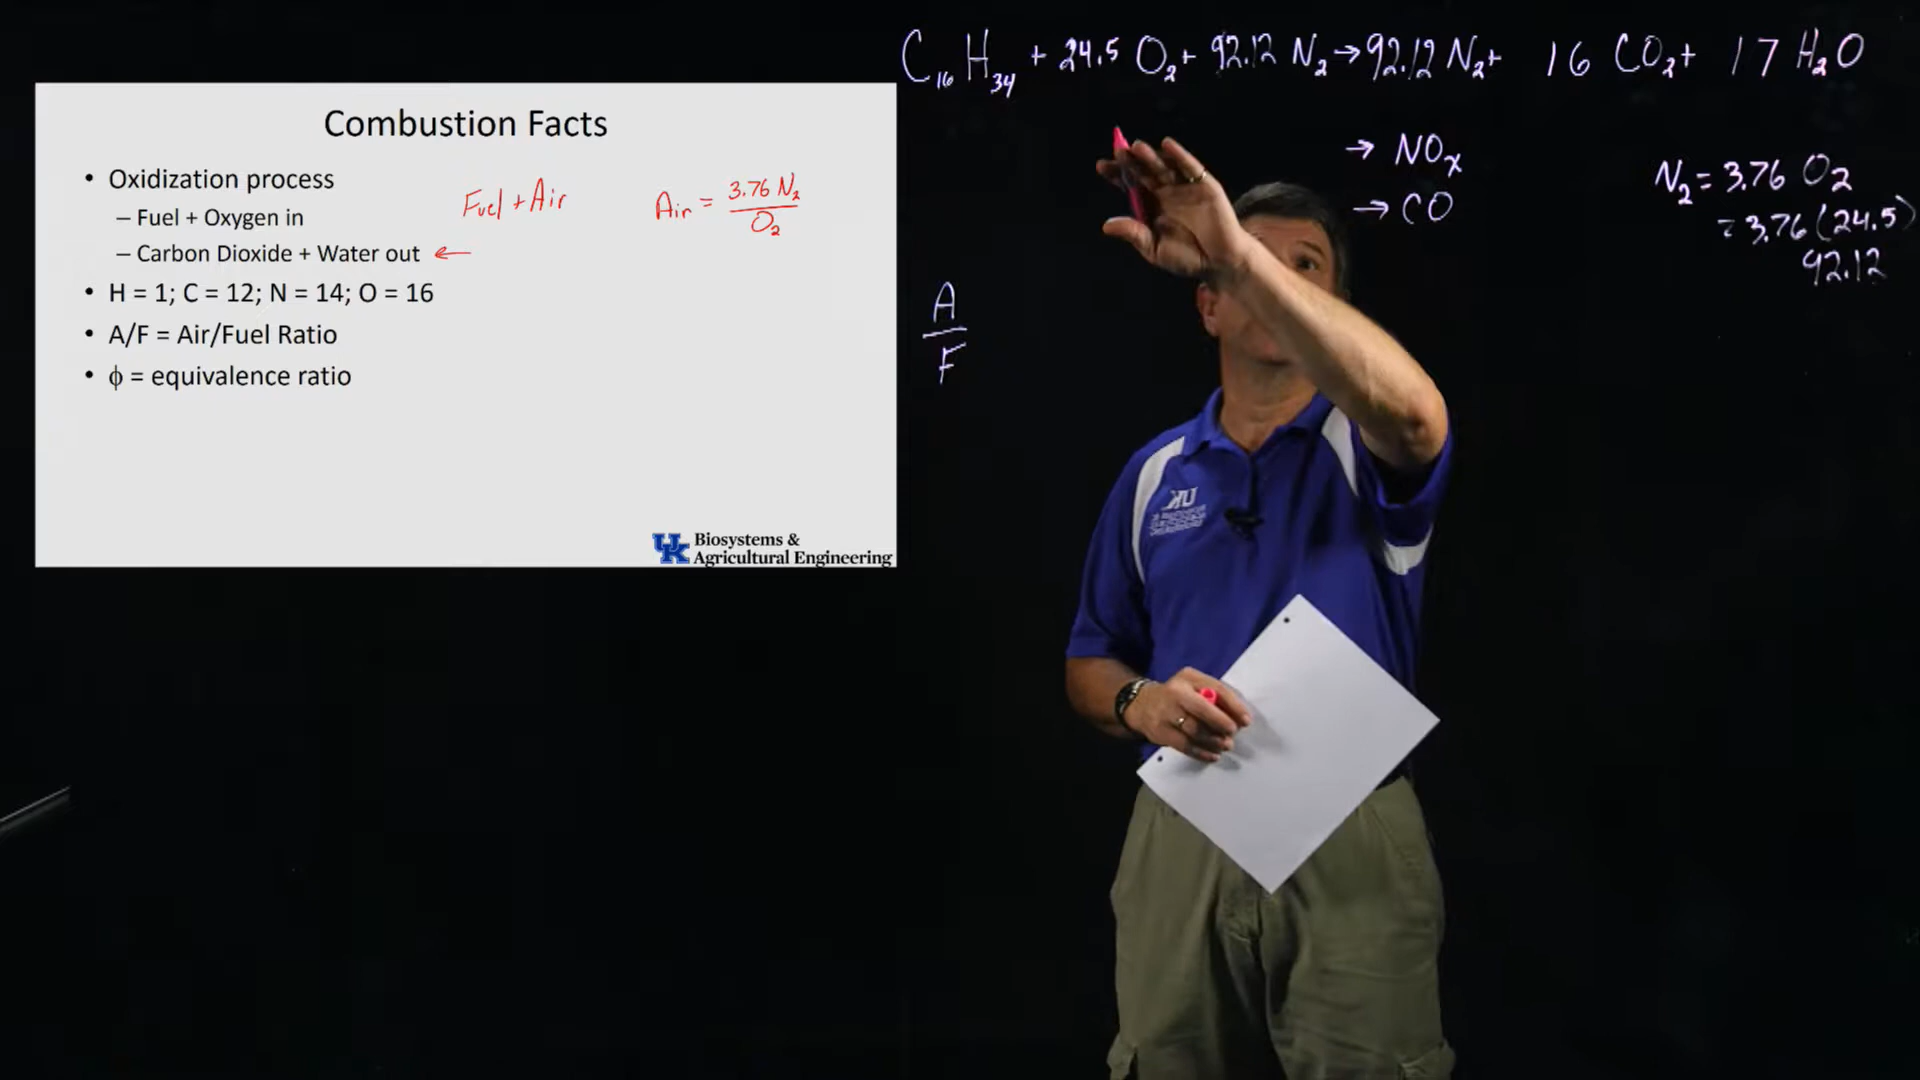 C16H34 + 24.5 O2 + 92.12 N2 → 92.12 N2 + 16 CO2 + 17 H2O
Combustion Facts
• Oxidization process
– Fuel + Oxygen in
– Carbon Dioxide + Water out ←
• H = 1; C = 12; N = 14; O = 16
• A/F = Air/Fuel Ratio
• ϕ = equivalence ratio
Fuel + Air
Air = 3.76 N2 / O2
UK Biosystems &
Agricultural Engineering
→ NOx
→ CO
N2 = 3.76 O2
= 3.76 (24.5)
92.12
A
F
UK